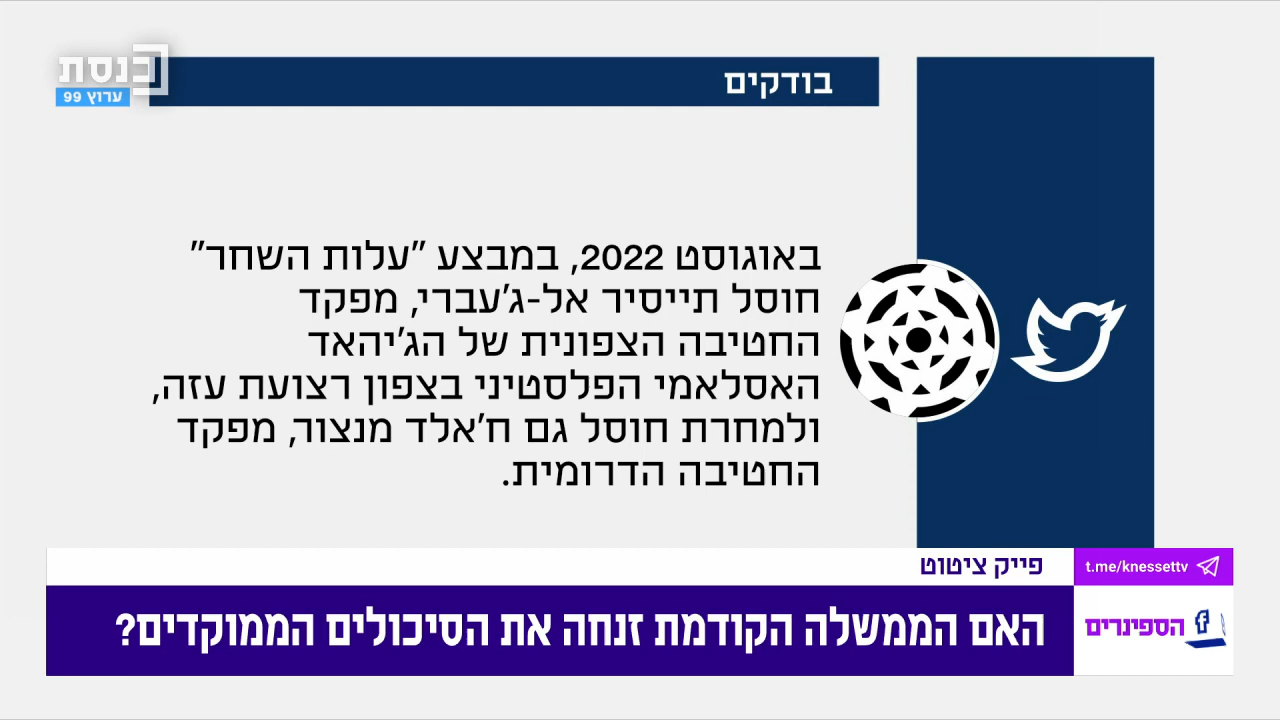 כנסת
ערוץ 99
בודקים
באוגוסט 2022, במבצע "עלות השחר"
חוסל תייסיר אל-ג'עברי, מפקד
החטיבה הצפונית של הג'יהאד
האסלאמי הפלסטיני בצפון רצועת עזה,
ולמחרת חוסל גם ח'אלד מנצור, מפקד
החטיבה הדרומית.
פייק ציטוט
t.me/knessettv
האם הממשלה הקודמת זנחה את הסיכולים הממוקדים?
הספינרים